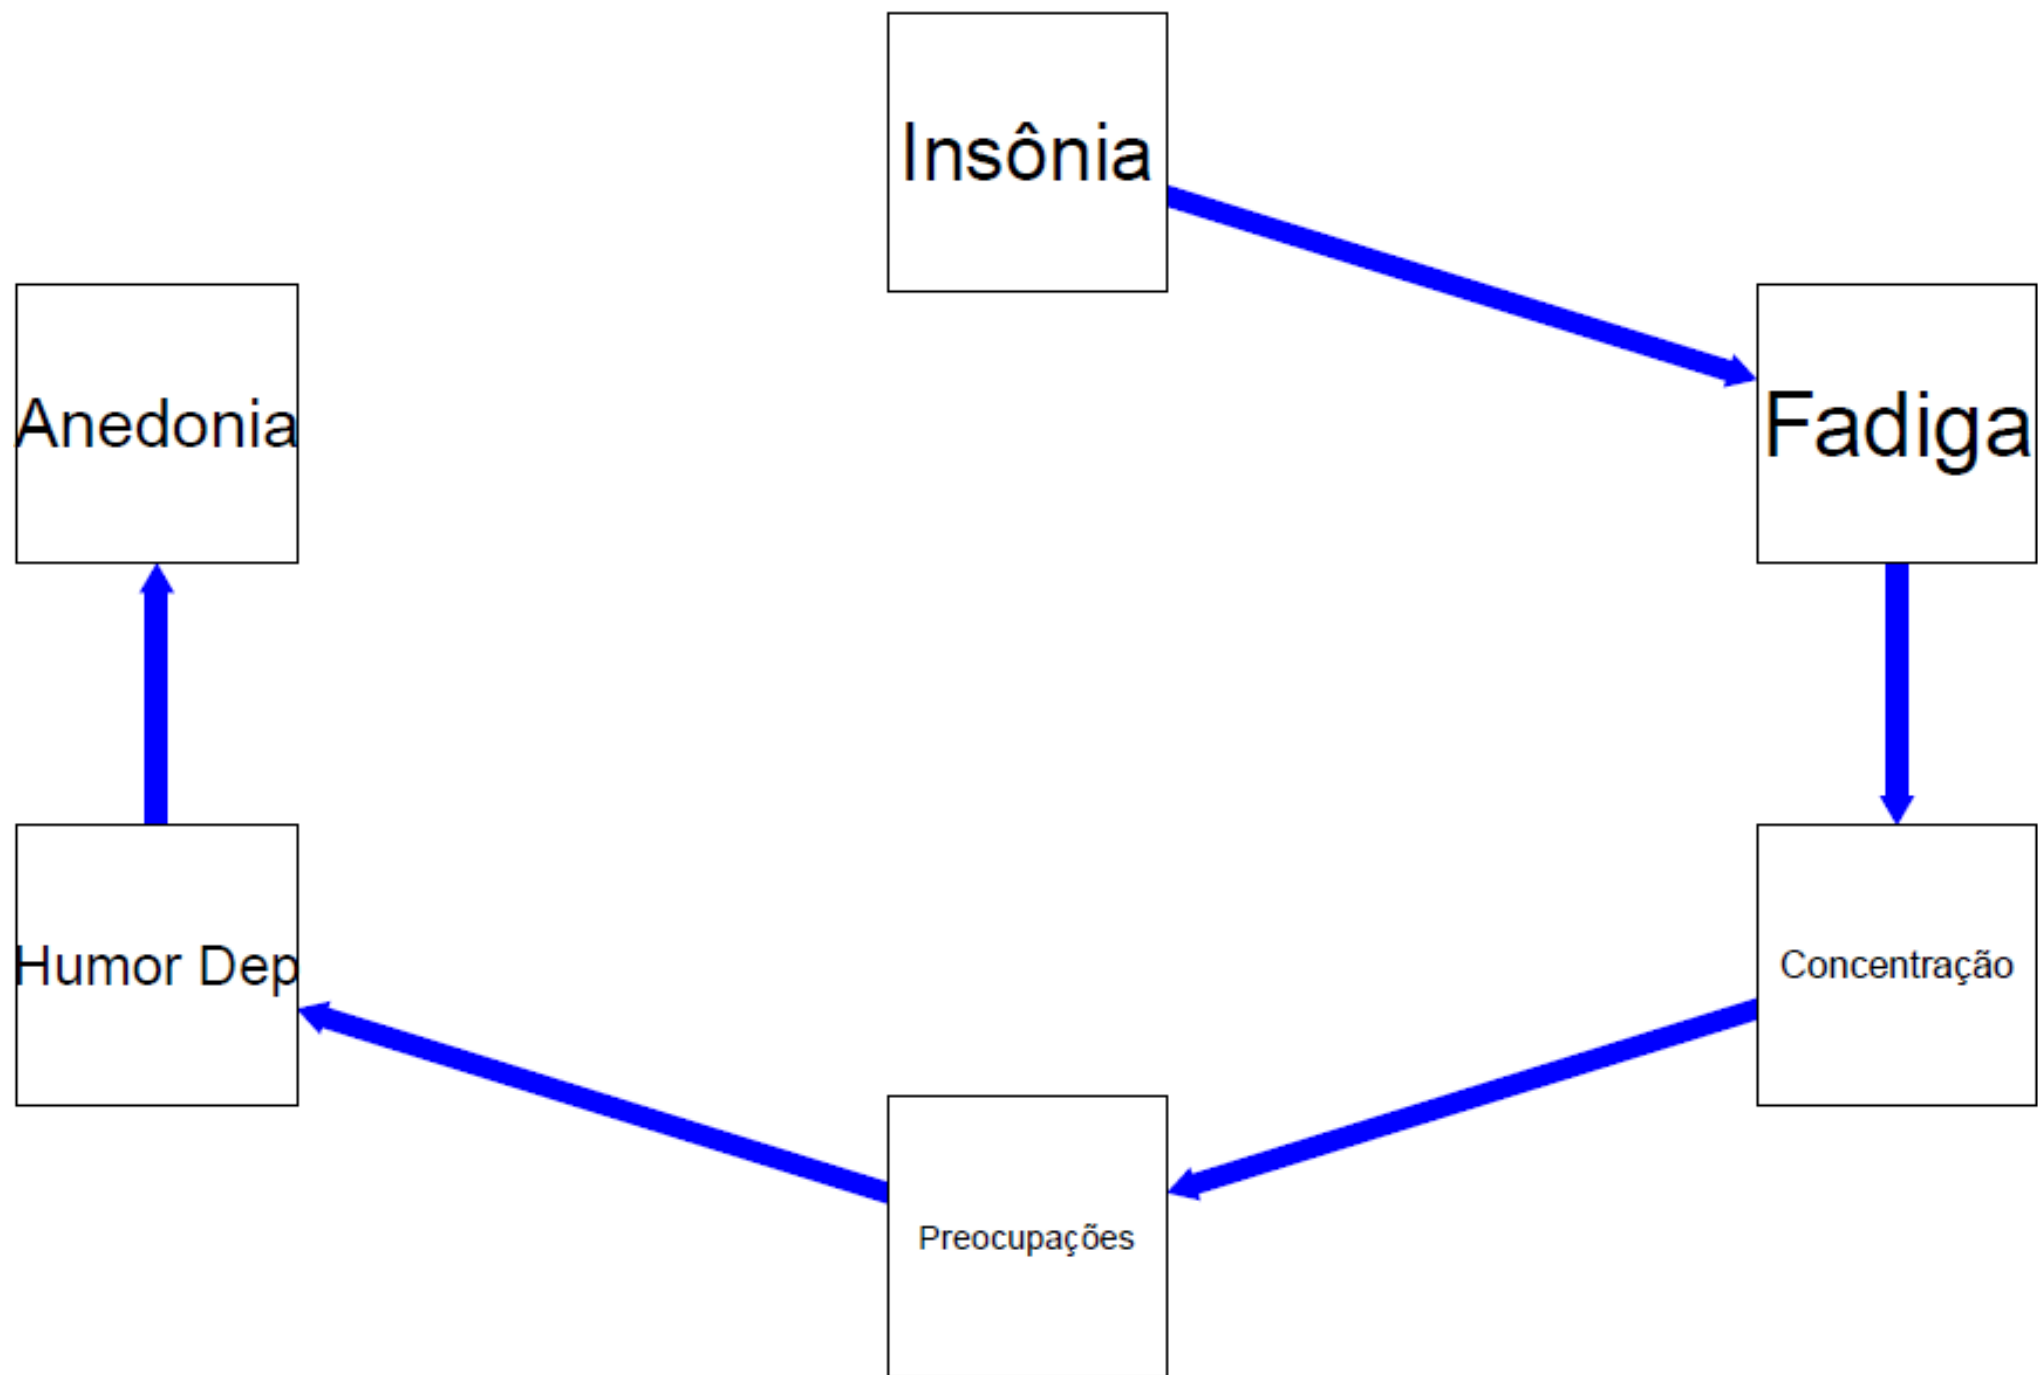 Insônia
Fadiga
Concentração
Preocupações
Humor Dep
Anedonia